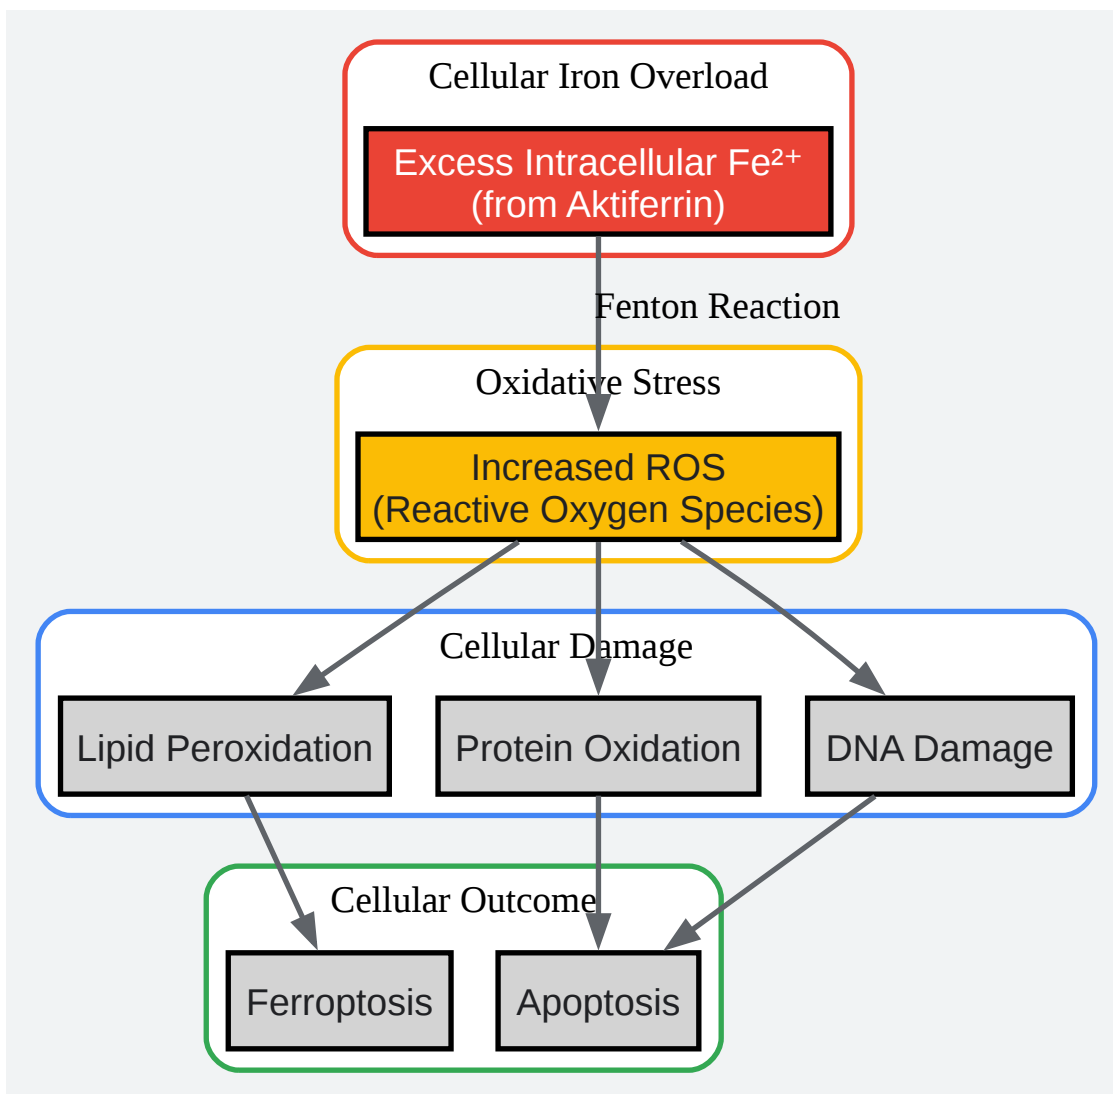 Cellular Iron Overload
Excess Intracellular Fe²⁺
(from Aktiferrin)
Fenton Reaction
Oxidative Stress
Increased ROS
(Reactive Oxygen Species)
Cellular Damage
Lipid Peroxidation
Protein Oxidation
DNA Damage
Cellular Outcome
Ferroptosis
Apoptosis